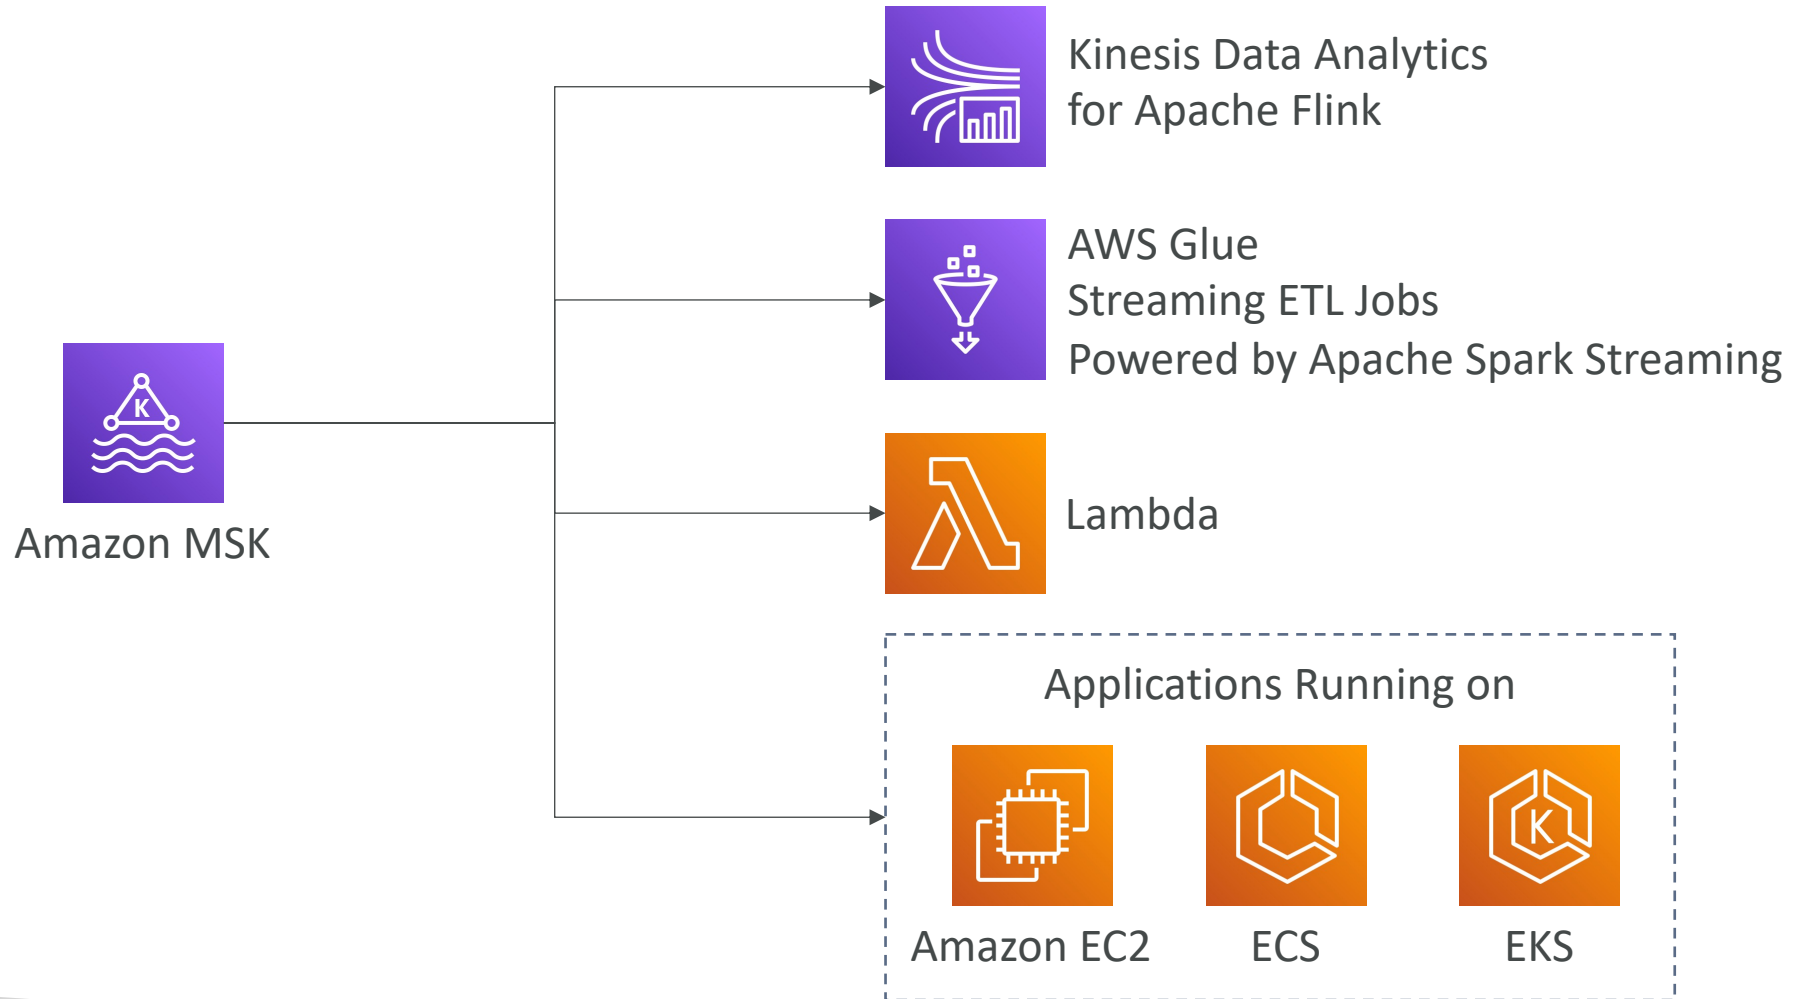 Kinesis Data Analytics
for Apache Flink
AWS Glue
Streaming ETL Jobs
Powered by Apache Spark Streaming
K
Amazon MSK
Lambda
Applications Running on
K
Amazon EC2
ECS
EKS